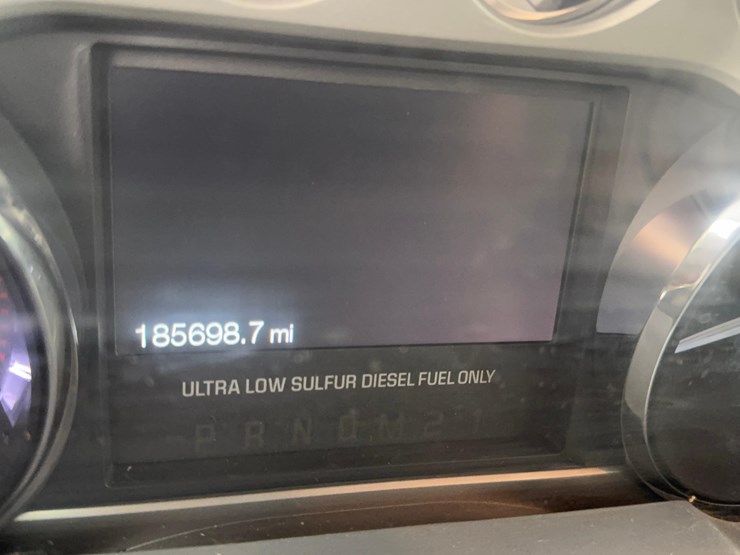 185698.7 mi
ULTRA LOW SULFUR DIESEL FUEL ONLY
P R N D M 2 1